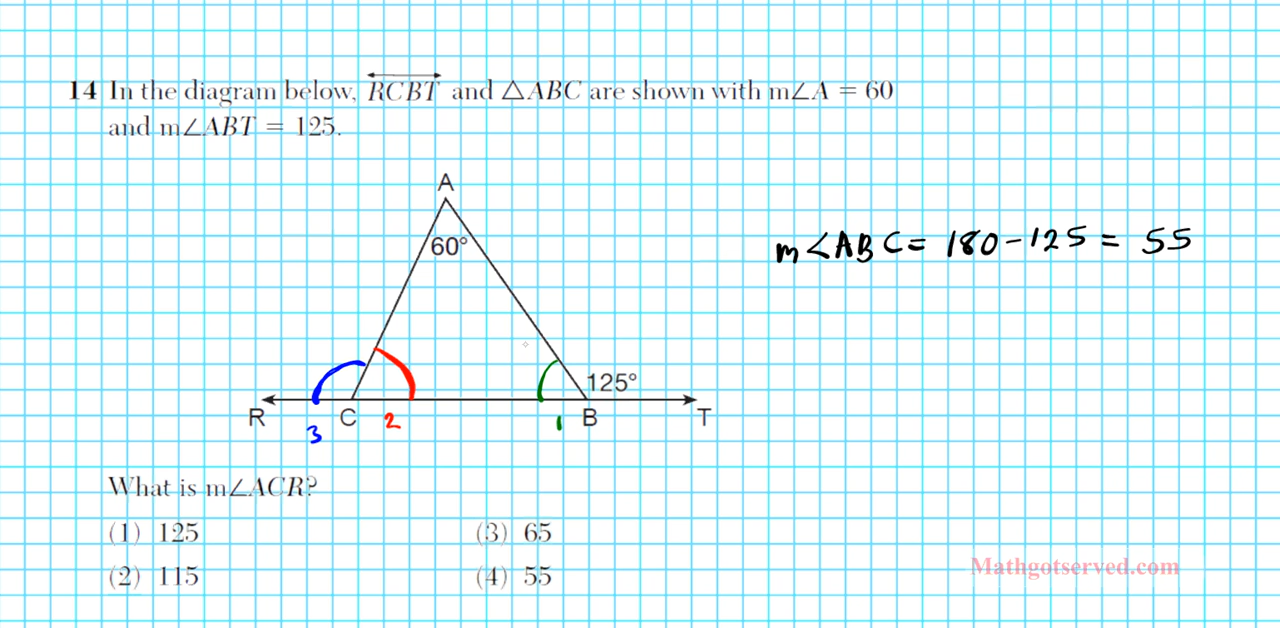 14 In the diagram below, RCBT and △ABC are shown with m∠A = 60
and m∠ABT = 125.
A
60°
m∠ABC = 180 - 125 = 55
125°
R C 2 1 B T
3
What is m∠ACR?
(1) 125 (3) 65
(2) 115 (4) 55
Mathgotserved.com